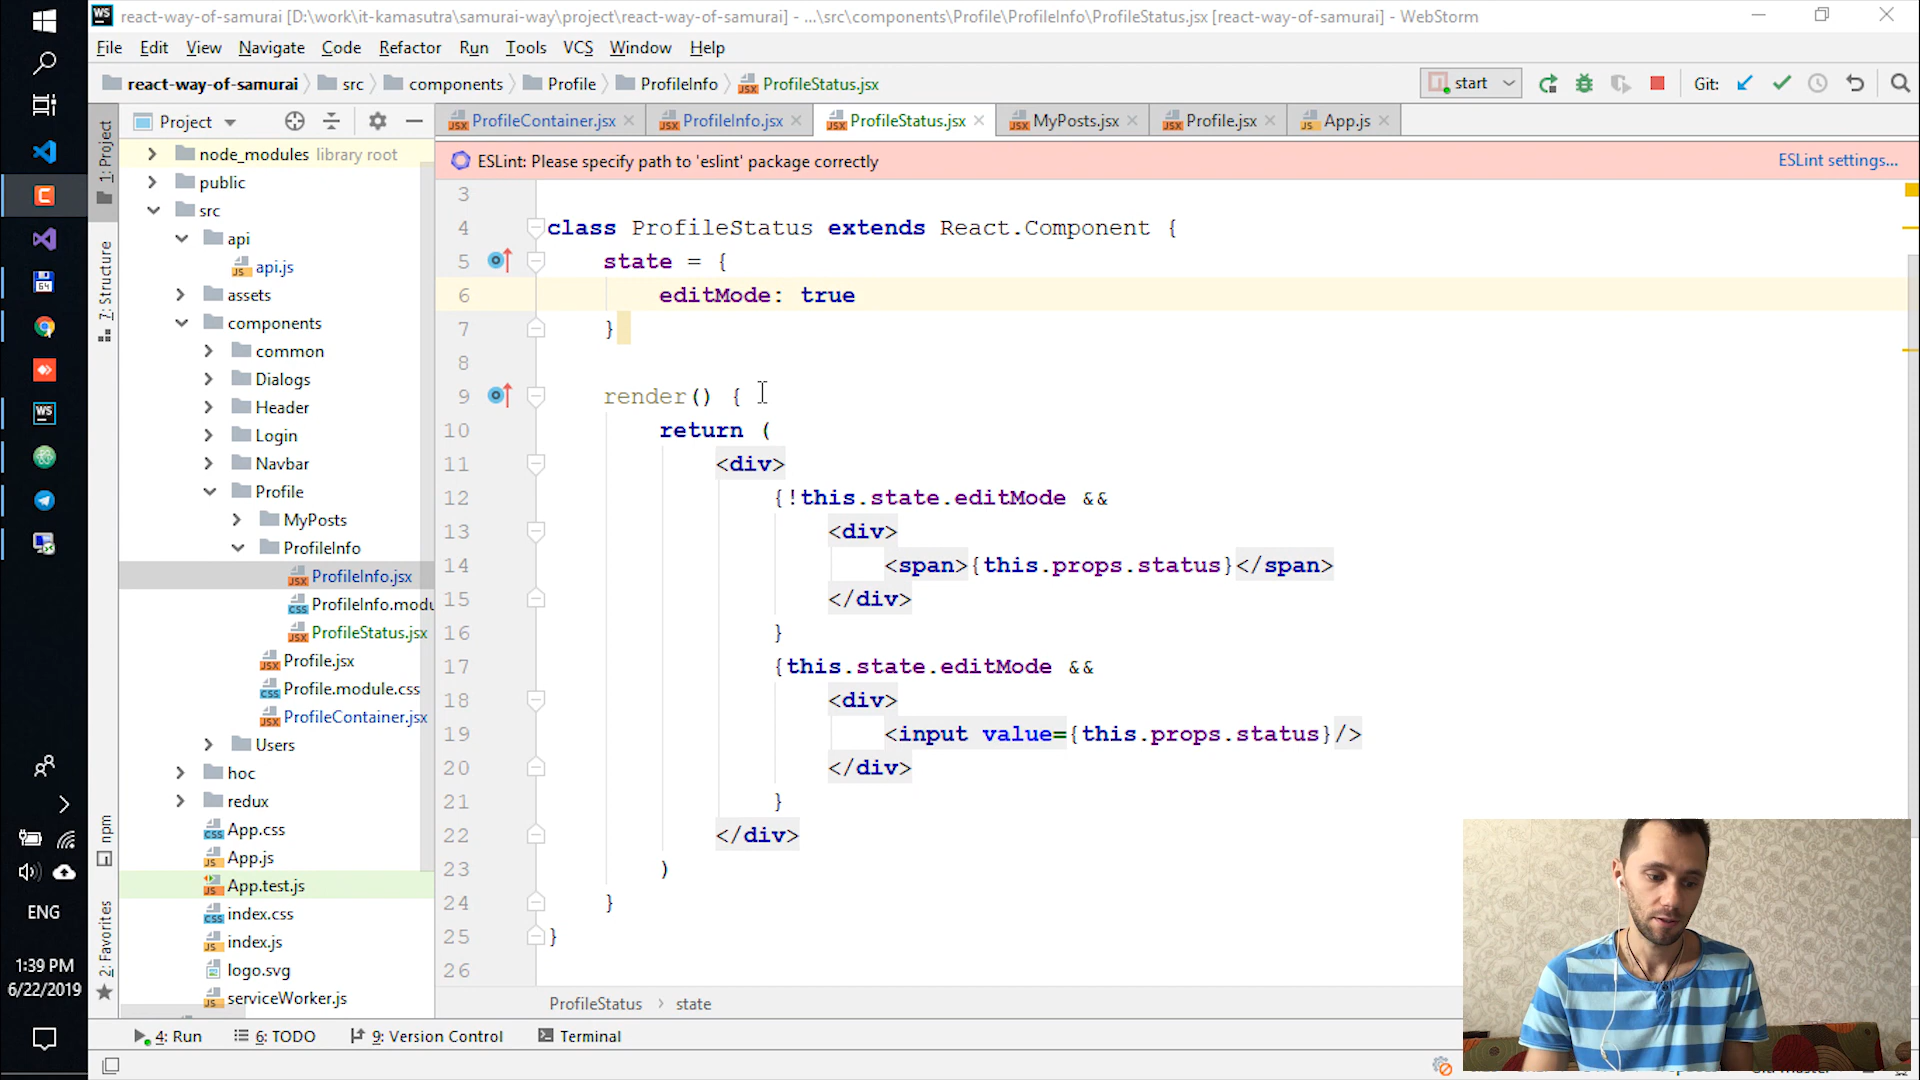 react-way-of-samurai [D:\work\it-kamasutra\samurai-way\project\react-way-of-samurai] - ...\src\components\Profile\ProfileInfo\ProfileStatus.jsx [react-way-of-samurai] - WebStorm
File Edit View Navigate Code Refactor Run Tools VCS Window Help
react-way-of-samurai src components Profile ProfileInfo ProfileStatus.jsx start Git:
Project ProfileContainer.jsx ProfileInfo.jsx ProfileStatus.jsx MyPosts.jsx Profile.jsx App.js
ESLint: Please specify path to 'eslint' package correctly ESLint settings...
1: Project
7: Structure
npm
2: Favorites
node_modules library root
public
src
api
api.js
assets
components
common
Dialogs
Header
Login
Navbar
Profile
MyPosts
ProfileInfo
ProfileInfo.jsx
ProfileInfo.modu
ProfileStatus.jsx
Profile.jsx
Profile.module.css
ProfileContainer.jsx
Users
hoc
redux
App.css
App.js
App.test.js
index.css
index.js
logo.svg
serviceWorker.js
3
4 class ProfileStatus extends React.Component {
5 state = {
6 editMode: true
7 }
8
9 render() {
10 return (
11 <div>
12 {!this.state.editMode &&
13 <div>
14 <span>{this.props.status}</span>
15 </div>
16 }
17 {this.state.editMode &&
18 <div>
19 <input value={this.props.status}/>
20 </div>
21 }
22 </div>
23 )
24 }
25 }
26
ProfileStatus › state
4: Run 6: TODO 9: Version Control Terminal
ENG
1:39 PM
6/22/2019